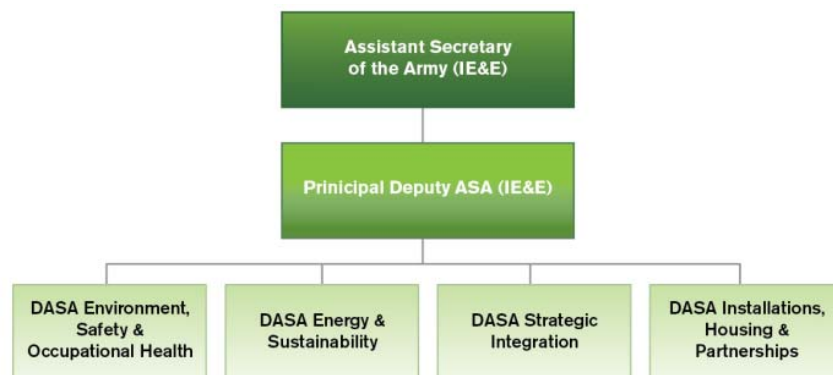 Assistant Secretary
of the Army (IE&E)
Prinicipal Deputy ASA (IE&E)
DASA Environment,
Safety &
Occupational Health
DASA Energy &
Sustainability
DASA Strategic
Integration
DASA Installations,
Housing &
Partnerships